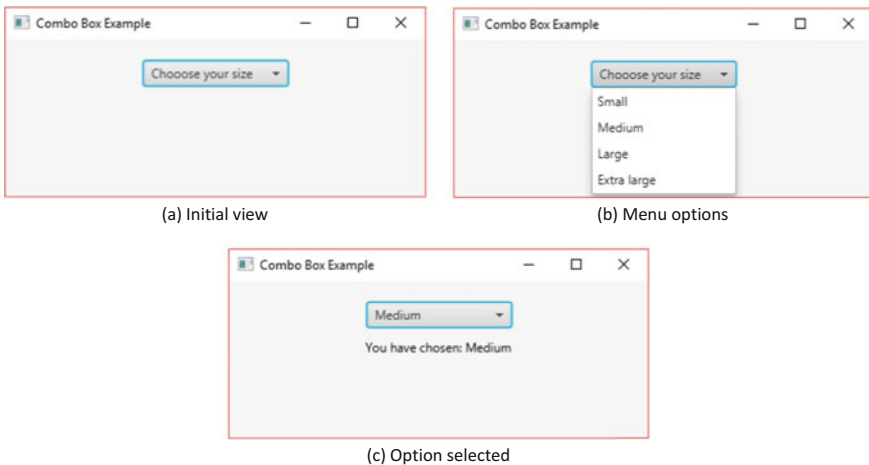 Combo Box Example
Chooose your size
(a) Initial view
Combo Box Example
Chooose your size
Small
Medium
Large
Extra large
(b) Menu options
Combo Box Example
Medium
You have chosen: Medium
(c) Option selected